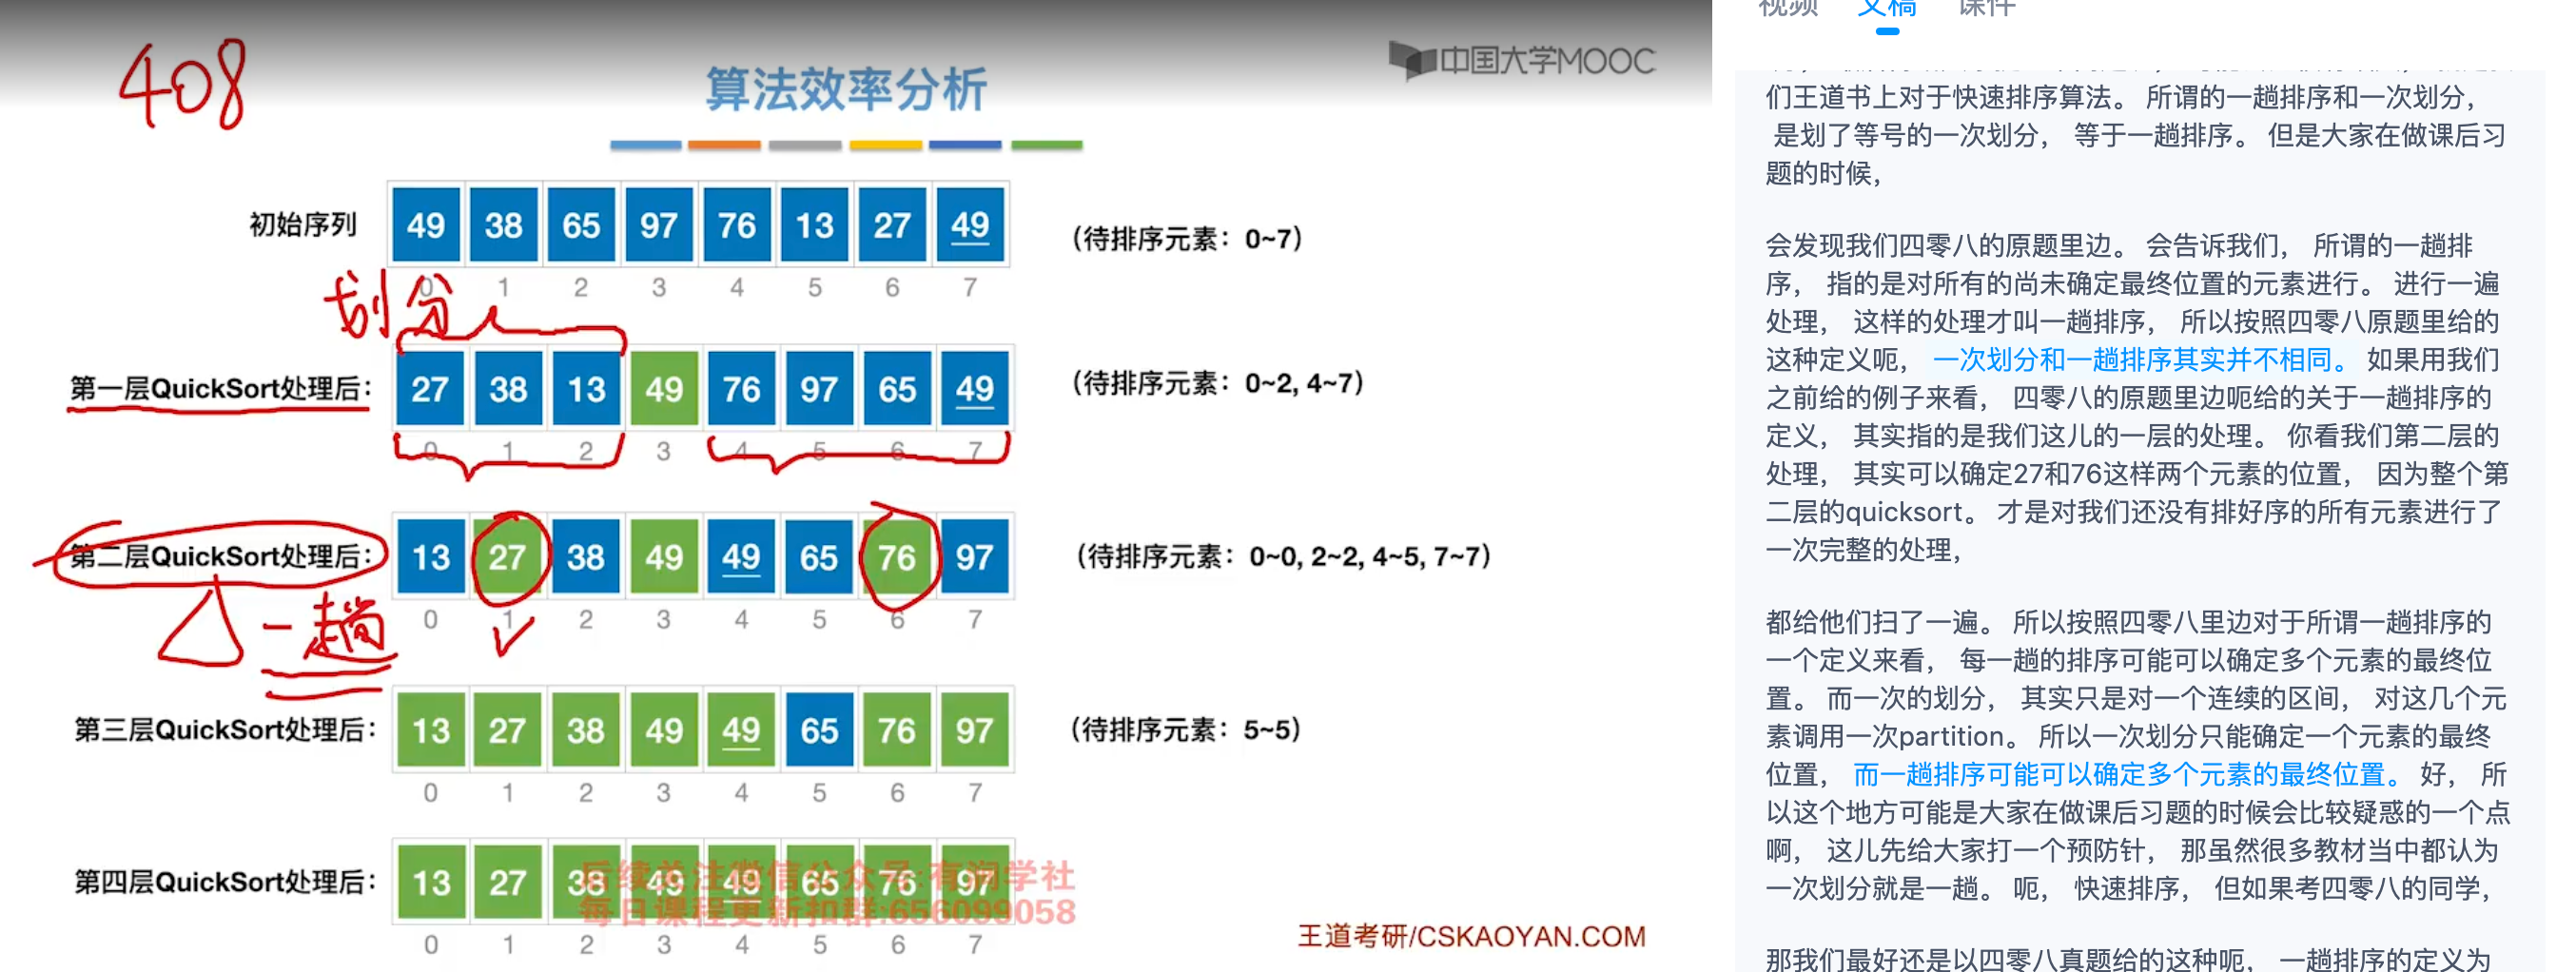 408
中国大学MOOC
算法效率分析
初始序列
49 38 65 97 76 13 27 49
(待排序元素：0~7)
0 1 2 3 4 5 6 7
划分
第一层QuickSort处理后：
27 38 13 49 76 97 65 49
(待排序元素：0~2, 4~7)
0 1 2 3 4 5 6 7
第二层QuickSort处理后：
13 27 38 49 49 65 76 97
(待排序元素：0~0, 2~2, 4~5, 7~7)
0 1 2 3 4 5 6 7
一趟
第三层QuickSort处理后：
13 27 38 49 49 65 76 97
(待排序元素：5~5)
0 1 2 3 4 5 6 7
第四层QuickSort处理后：
13 27 38 49 49 65 76 97
0 1 2 3 4 5 6 7
后续关注微信公众号:有润学社
每日课程更新扣群:656099058
王道考研/CSKAOYAN.COM
视频 文稿 课件
们王道书上对于快速排序算法。 所谓的一趟排序和一次划分，
是划了等号的一次划分， 等于一趟排序。 但是大家在做课后习
题的时候，
会发现我们四零八的原题里边。 会告诉我们， 所谓的一趟排
序， 指的是对所有的尚未确定最终位置的元素进行。 进行一遍
处理， 这样的处理才叫一趟排序， 所以按照四零八原题里给的
这种定义呃， 一次划分和一趟排序其实并不相同。 如果用我们
之前给的例子来看， 四零八的原题里边呃给的关于一趟排序的
定义， 其实指的是我们这儿的一层的处理。 你看我们第二层的
处理， 其实可以确定27和76这样两个元素的位置， 因为整个第
二层的quicksort。 才是对我们还没有排好序的所有元素进行了
一次完整的处理，
都给他们扫了一遍。 所以按照四零八里边对于所谓一趟排序的
一个定义来看， 每一趟的排序可能可以确定多个元素的最终位
置。 而一次的划分， 其实只是对一个连续的区间， 对这几个元
素调用一次partition。 所以一次划分只能确定一个元素的最终
位置， 而一趟排序可能可以确定多个元素的最终位置。 好， 所
以这个地方可能是大家在做课后习题的时候会比较疑惑的一个点
啊， 这儿先给大家打一个预防针， 那虽然很多教材当中都认为
一次划分就是一趟。 呃， 快速排序， 但如果考四零八的同学，
那我们最好还是以四零八真题给的这种呃， 一趟排序的定义为